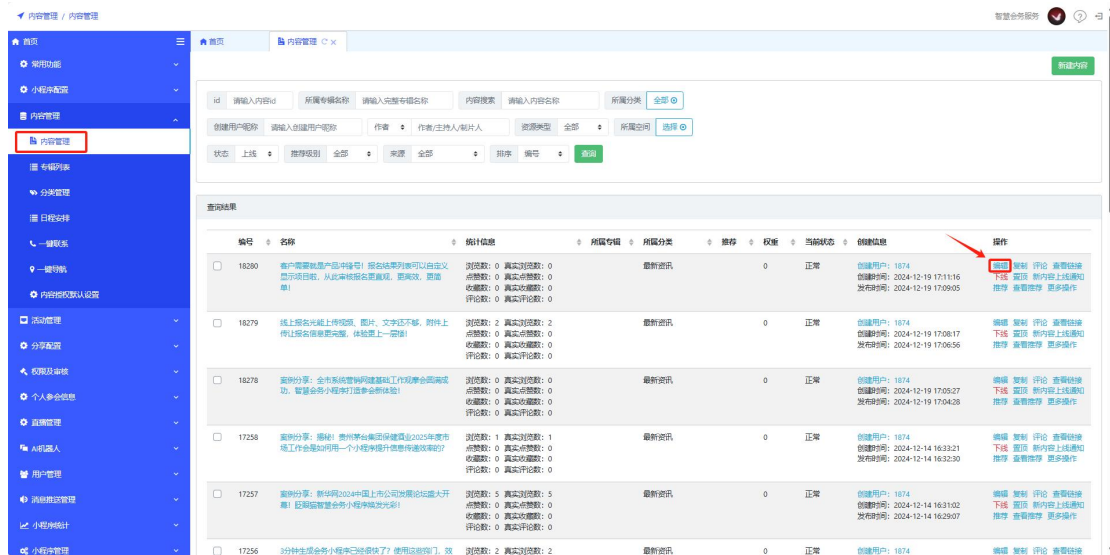 内容管理 / 内容管理
智慧会务服务
首页
首页
内容管理
常用功能
小程序配置
内容管理
内容管理
专辑列表
分类管理
日程安排
一键联系
一键导航
内容授权默认设置
活动管理
分享配置
权限及审核
个人参会信息
直播管理
AI机器人
用户管理
消息推送管理
小程序统计
小程序管理
新建内容
id 请输入内容id 所属专辑名称 请输入完整专辑名称 内容搜索 请输入内容名称 所属分类 全部
创建用户昵称 请输入创建用户昵称 作者 作者/主持人/制片人 资源类型 全部 所属空间 选择
状态 上线 推荐级别 全部 来源 全部 排序 编号 查询
查询结果
编号 名称 统计信息 所属专辑 所属分类 推荐 权重 当前状态 创建信息 操作
18280 客户需要就是产品冲锋号！报名结果列表可以自定义 浏览数：0 真实浏览数：0 最新资讯 0 正常 创建用户：1874 编辑 复制 评论 查看链接
显示项目啦，从此审核报名更直观、更高效、更简 点赞数：0 真实点赞数：0 创建时间：2024-12-19 17:11:16 下线 置顶 新内容上线通知
单！ 收藏数：0 真实收藏数：0 发布时间：2024-12-19 17:09:05 推荐 查看推荐 更多操作
评论数：0 真实评论数：0
18279 线上报名光能上传视频、图片、文字还不够，附件上 浏览数：2 真实浏览数：2 最新资讯 0 正常 创建用户：1874 编辑 复制 评论 查看链接
传让报名信息更完整，体验更上一层楼！ 点赞数：0 真实点赞数：0 创建时间：2024-12-19 17:08:17 下线 置顶 新内容上线通知
收藏数：0 真实收藏数：0 发布时间：2024-12-19 17:06:56 推荐 查看推荐 更多操作
评论数：0 真实评论数：0
18278 案例分享：全市系统营销网建基础工作观摩会圆满成 浏览数：0 真实浏览数：0 最新资讯 0 正常 创建用户：1874 编辑 复制 评论 查看链接
功，智慧会务小程序打造参会新体验！ 点赞数：0 真实点赞数：0 创建时间：2024-12-19 17:05:27 下线 置顶 新内容上线通知
收藏数：0 真实收藏数：0 发布时间：2024-12-19 17:04:28 推荐 查看推荐 更多操作
评论数：0 真实评论数：0
17258 案例分享：揭秘！贵州茅台集团保健酒业2025年度市 浏览数：1 真实浏览数：1 最新资讯 0 正常 创建用户：1874 编辑 复制 评论 查看链接
场工作会是如何用一个小程序提升信息传递效率的？ 点赞数：0 真实点赞数：0 创建时间：2024-12-14 16:33:21 下线 置顶 新内容上线通知
收藏数：0 真实收藏数：0 发布时间：2024-12-14 16:32:30 推荐 查看推荐 更多操作
评论数：0 真实评论数：0
17257 案例分享：新华网2024中国上市公司发展论坛盛大开 浏览数：5 真实浏览数：5 最新资讯 0 正常 创建用户：1874 编辑 复制 评论 查看链接
幕！ 点赞数：0 真实点赞数：0 创建时间：2024-12-14 16:31:02 下线 置顶 新内容上线通知
收藏数：0 真实收藏数：0 发布时间：2024-12-14 16:29:07 推荐 查看推荐 更多操作
评论数：0 真实评论数：0
17256 3分钟生成会务小程序已经很快了？使用这些窍门，效 浏览数：2 真实浏览数：2 最新资讯 0 正常 创建用户：1874 编辑 复制 评论 查看链接